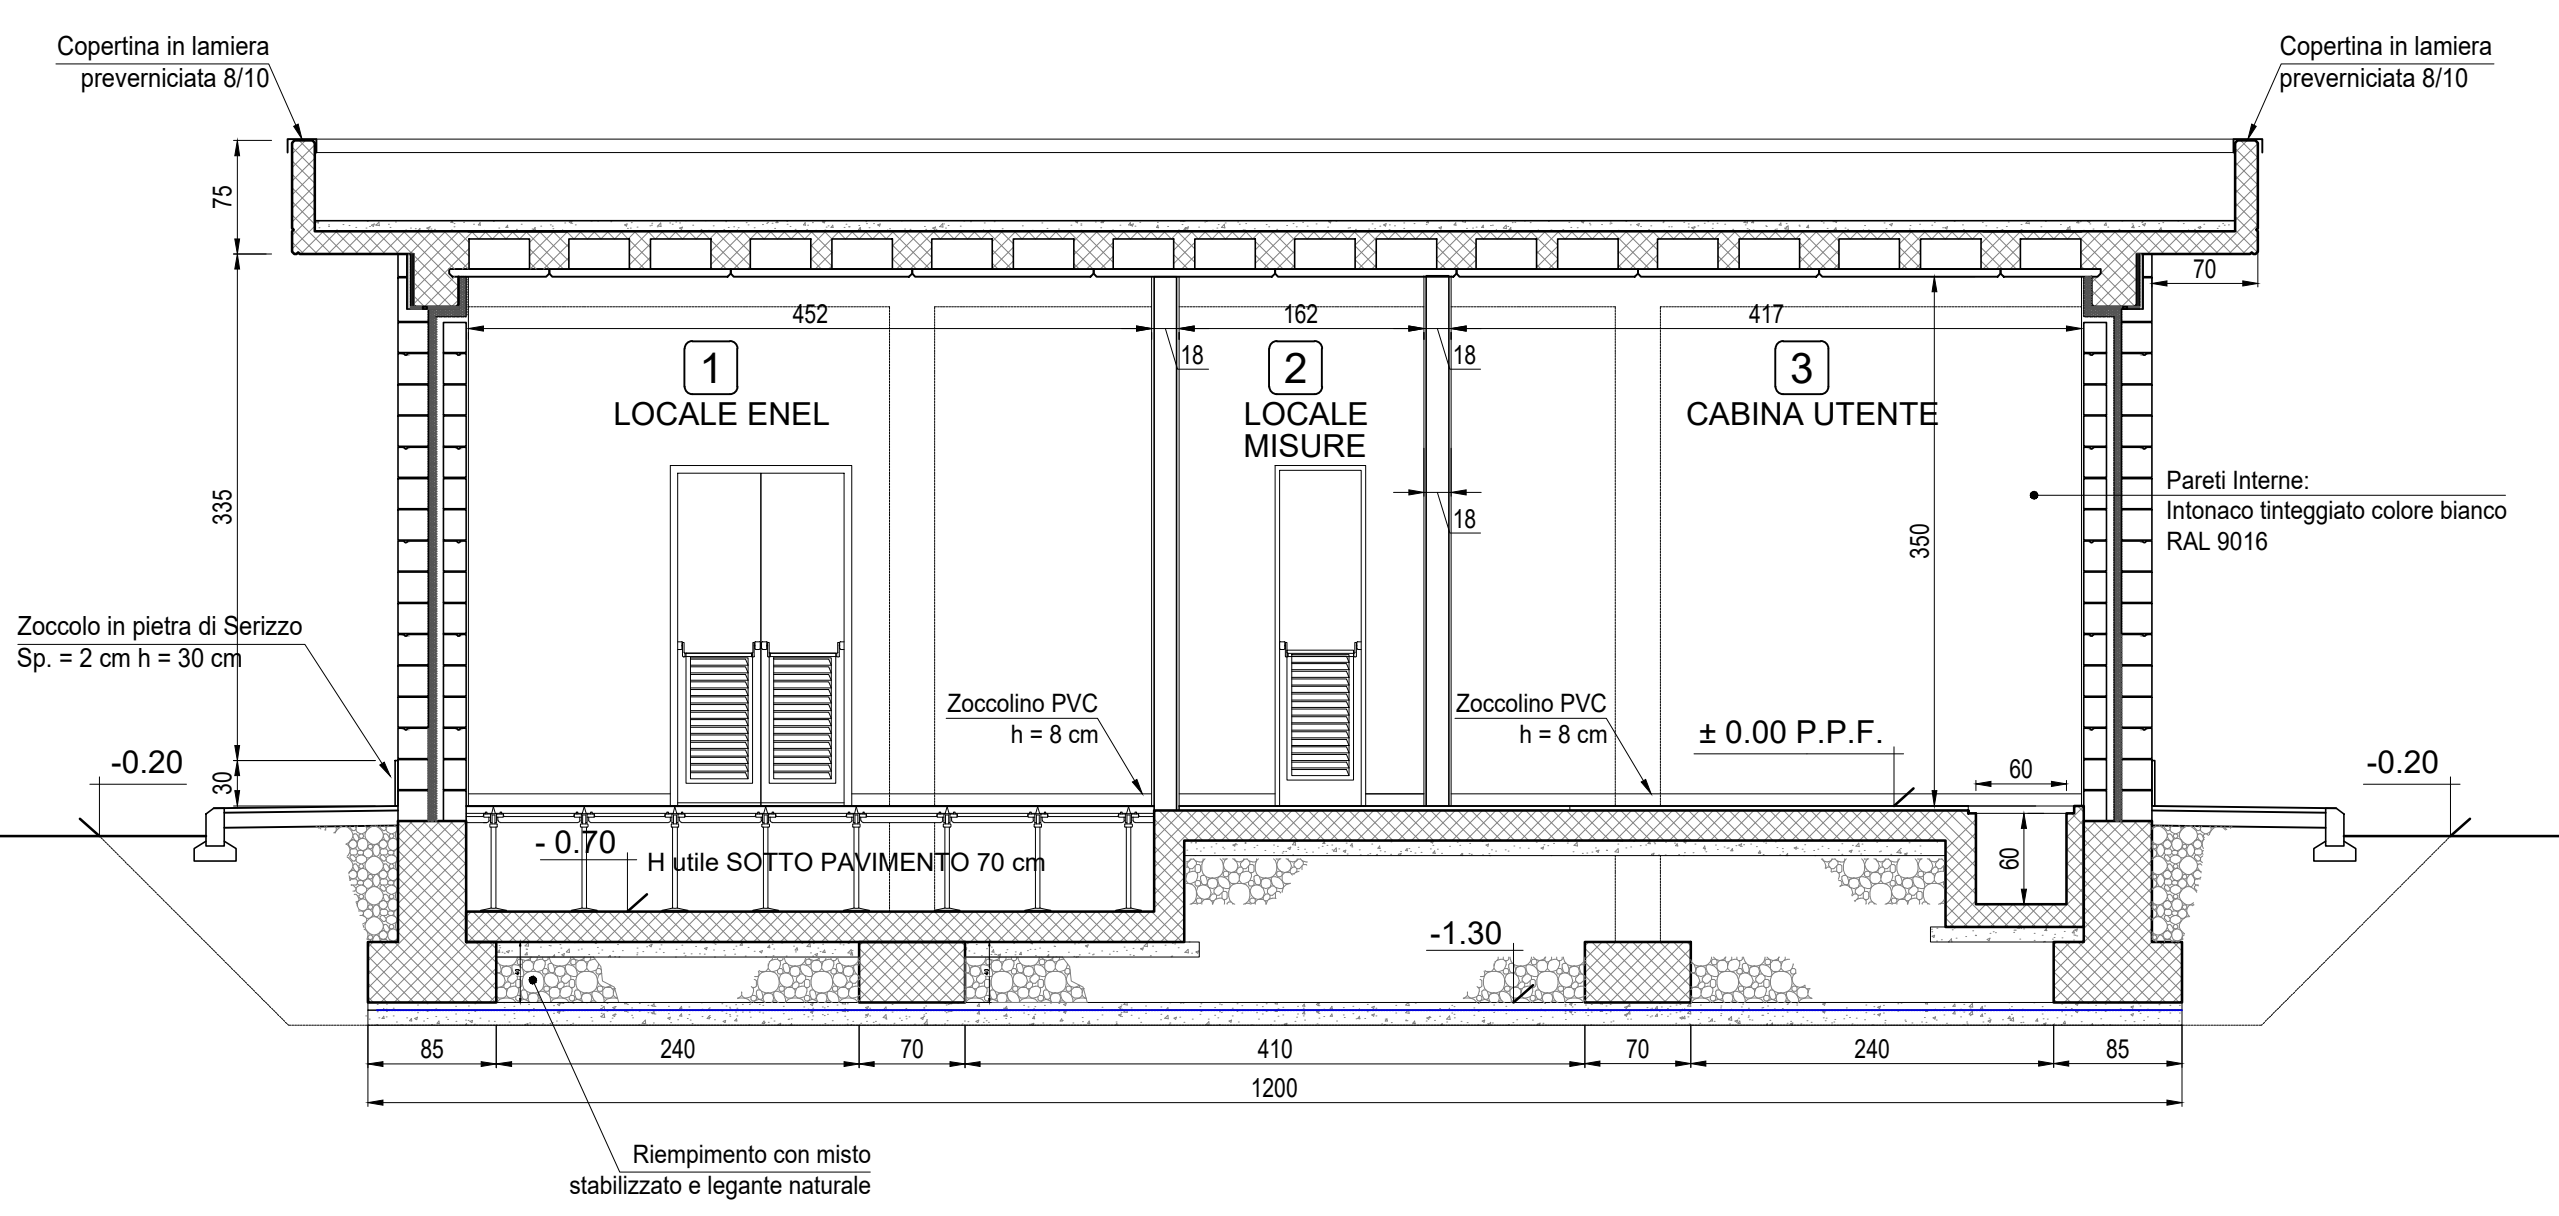 Copertina in lamiera
preverniciata 8/10
Copertina in lamiera
preverniciata 8/10
75
70
452
162
417
18
18
1
2
3
LOCALE ENEL
LOCALE
MISURE
CABINA UTENTE
335
18
350
Pareti Interne:
Intonaco tinteggiato colore bianco
RAL 9016
Zoccolo in pietra di Serizzo
Sp. = 2 cm h = 30 cm
Zoccolino PVC
h = 8 cm
Zoccolino PVC
h = 8 cm
± 0.00 P.P.F.
-0.20
-0.20
30
60
- 0.70
H utile SOTTO PAVIMENTO 70 cm
60
-1.30
85
240
70
410
70
240
85
1200
Riempimento con misto
stabilizzato e legante naturale